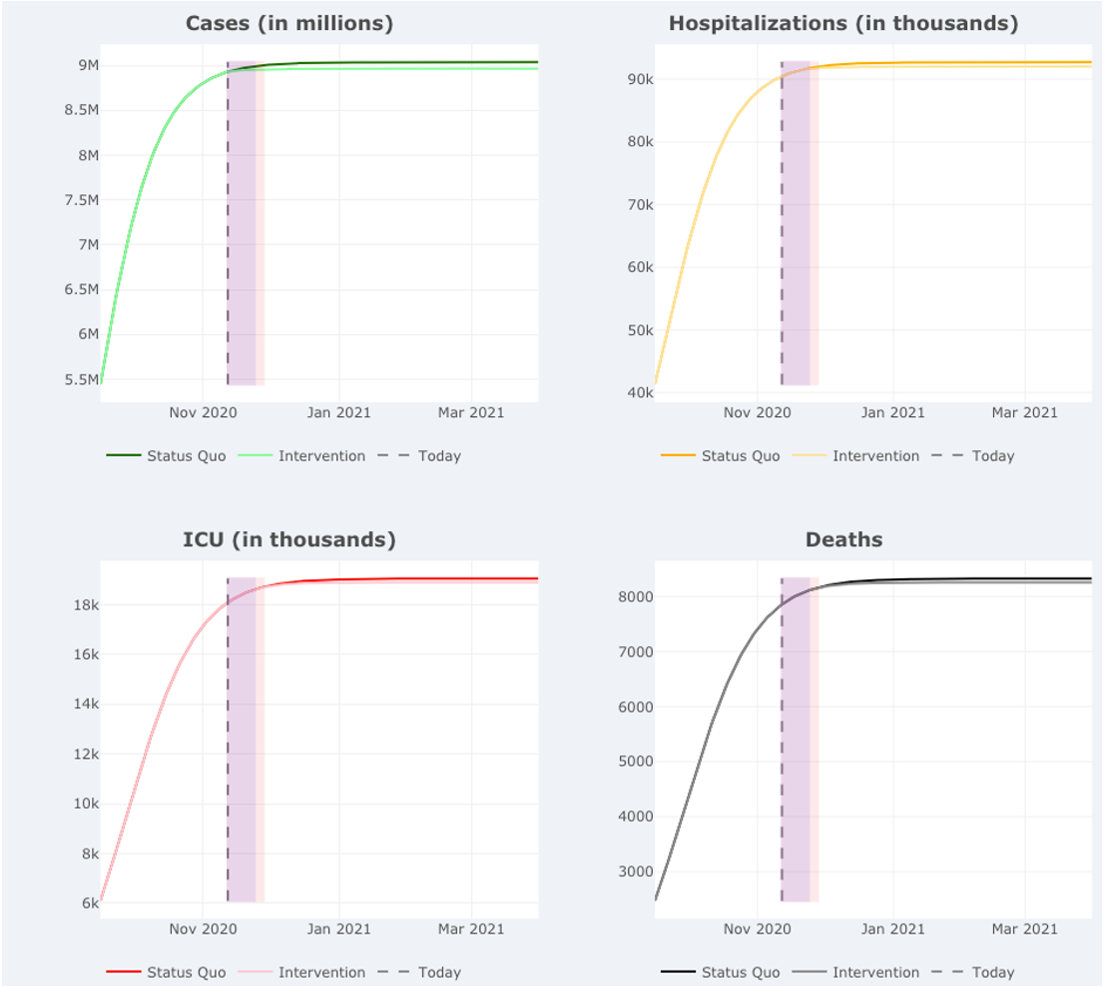 Cases (in millions)
9M
8.5M
8M
7.5M
7M
6.5M
6M
5.5M
Nov 2020 Jan 2021 Mar 2021
Status Quo Intervention Today
Hospitalizations (in thousands)
90k
80k
70k
60k
50k
40k
Nov 2020 Jan 2021 Mar 2021
Status Quo Intervention Today
ICU (in thousands)
18k
16k
14k
12k
10k
8k
6k
Nov 2020 Jan 2021 Mar 2021
Status Quo Intervention Today
Deaths
8000
7000
6000
5000
4000
3000
Nov 2020 Jan 2021 Mar 2021
Status Quo Intervention Today